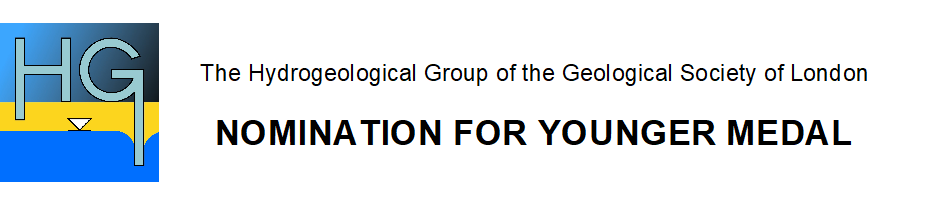 HG
The Hydrogeological Group of the Geological Society of London
NOMINATION FOR YOUNGER MEDAL